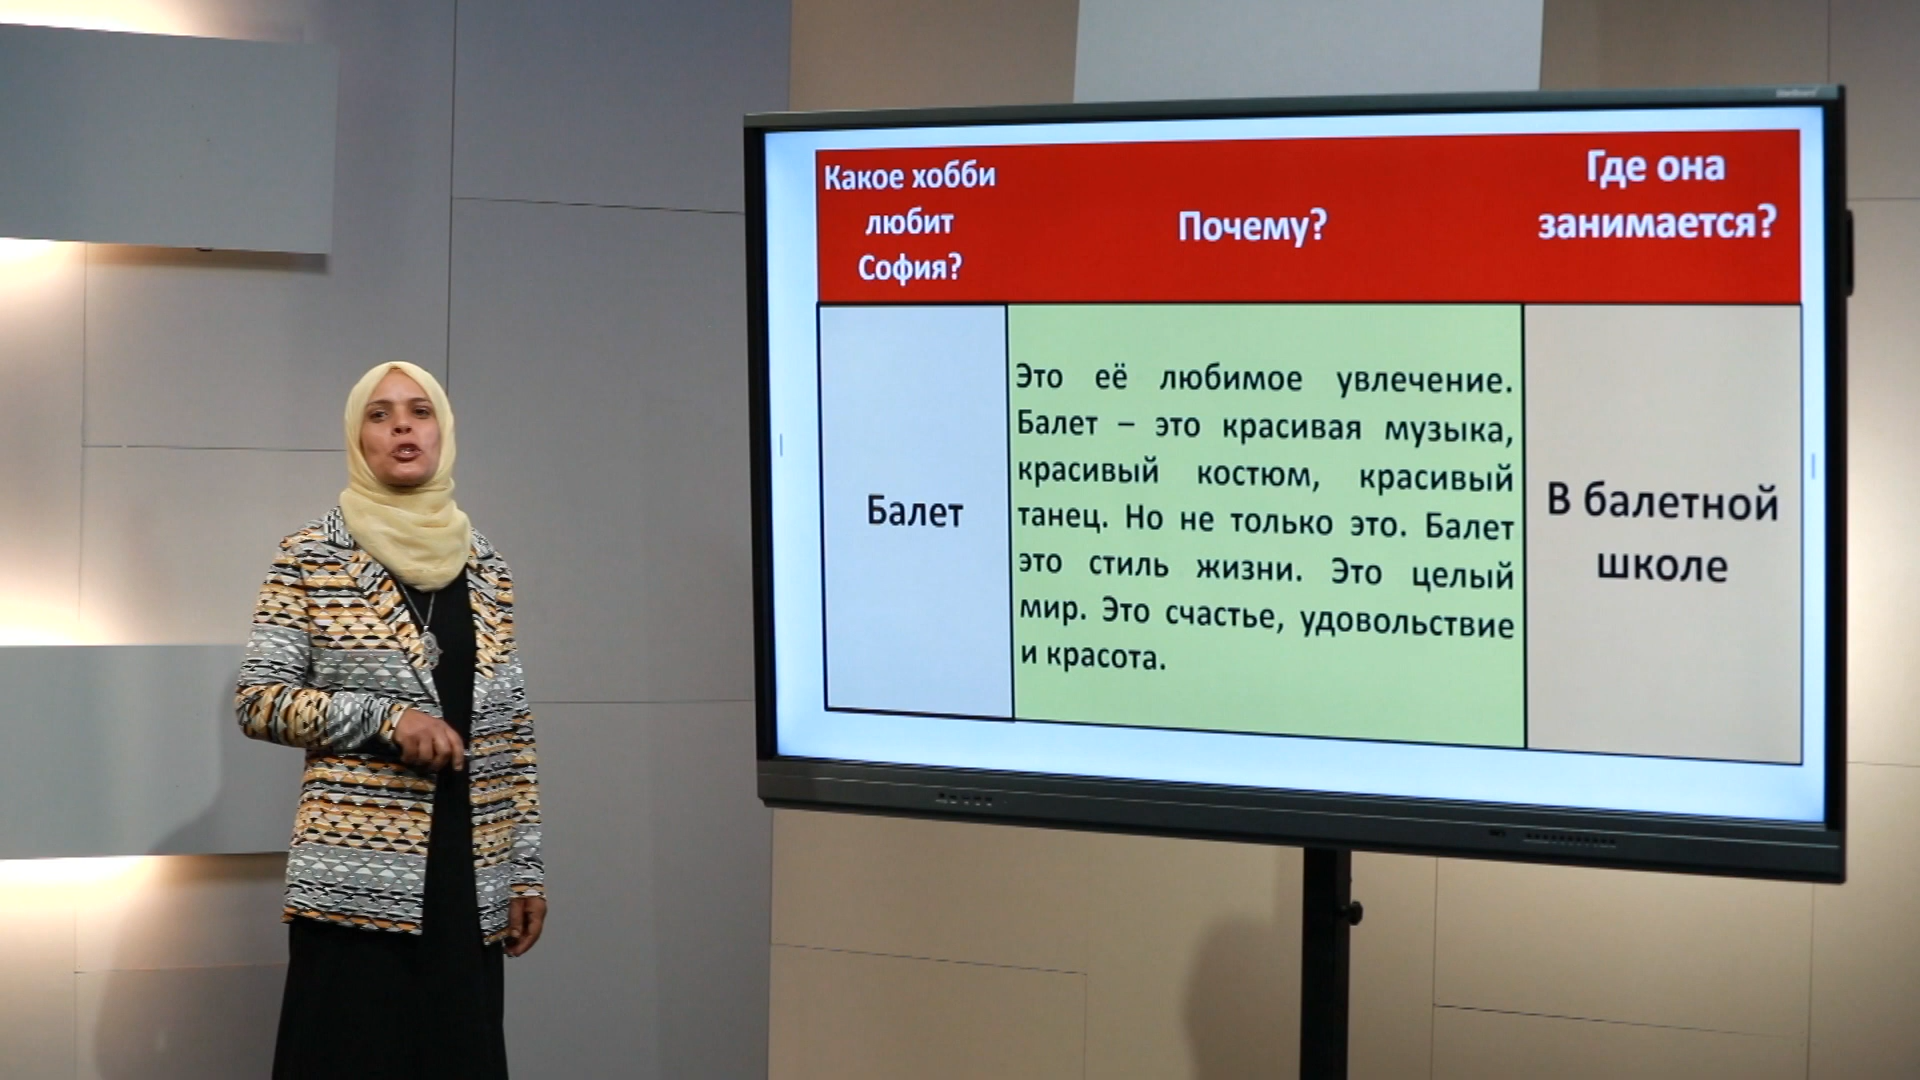 Какое хобби
любит
София?
Почему?
Где она
занимается?
Балет
Это её любимое увлечение.
Балет – это красивая музыка,
красивый костюм, красивый
танец. Но не только это. Балет
это стиль жизни. Это целый
мир. Это счастье, удовольствие
и красота.
В балетной
школе